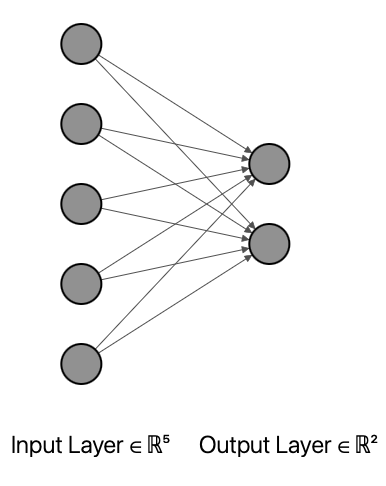 Input Layer ∈ ℝ⁵ Output Layer ∈ ℝ²